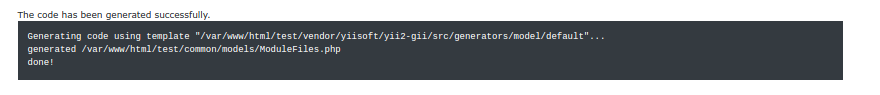 The code has been generated successfully.
Generating code using template "/var/www/html/test/vendor/yiisoft/yii2-gii/src/generators/model/default"...
generated /var/www/html/test/common/models/ModuleFiles.php
done!